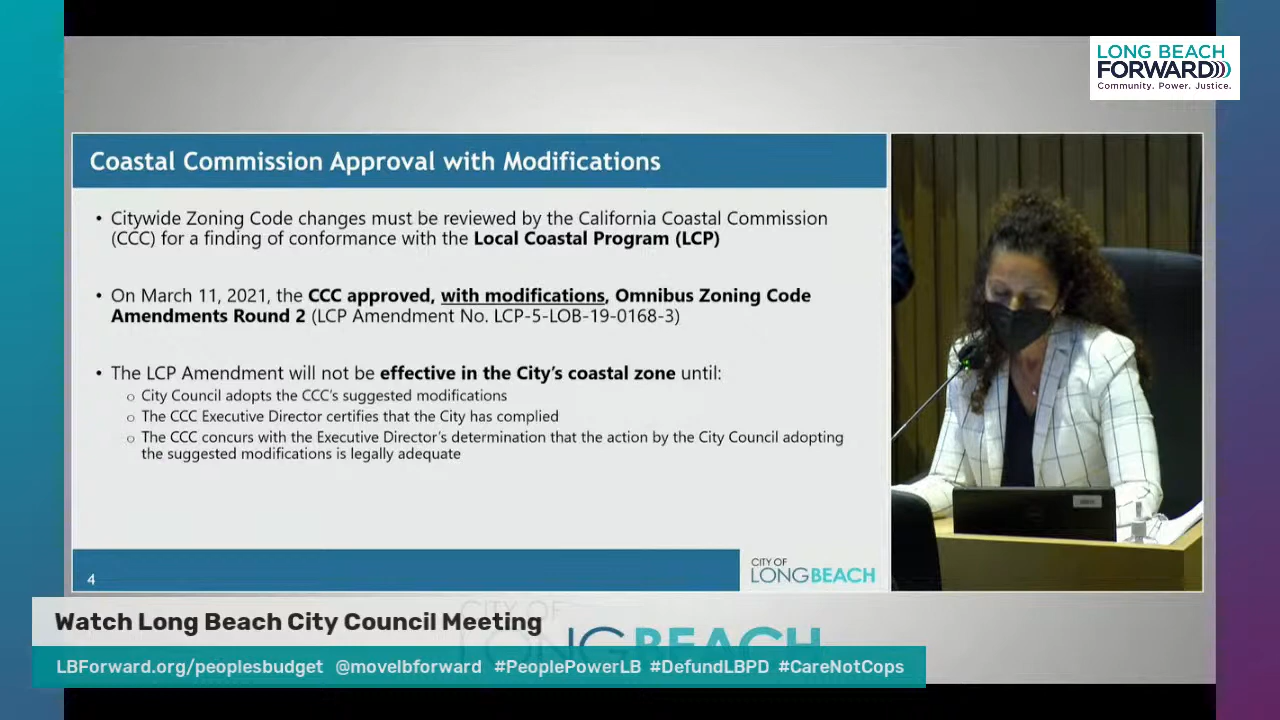 LONG BEACH
FORWARD
Community. Power. Justice.
Coastal Commission Approval with Modifications
• Citywide Zoning Code changes must be reviewed by the California Coastal Commission
(CCC) for a finding of conformance with the Local Coastal Program (LCP)
• On March 11, 2021, the CCC approved, with modifications, Omnibus Zoning Code
Amendments Round 2 (LCP Amendment No. LCP-5-LOB-19-0168-3)
• The LCP Amendment will not be effective in the City's coastal zone until:
o City Council adopts the CCC's suggested modifications
o The CCC Executive Director certifies that the City has complied
o The CCC concurs with the Executive Director's determination that the action by the City Council adopting
the suggested modifications is legally adequate
4
CITY OF
LONGBEACH
CITY OF
LONGBEACH
Watch Long Beach City Council Meeting
LBForward.org/peoplesbudget @movelbforward #PeoplePowerLB #DefundLBPD #CareNotCops